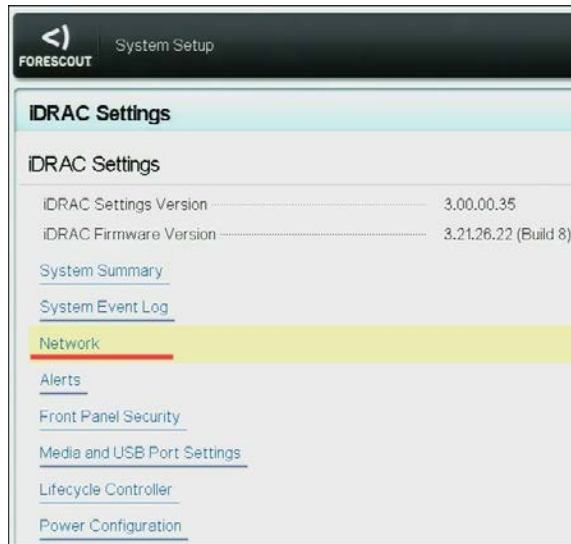 <)
FORESCOUT
System Setup
iDRAC Settings
iDRAC Settings
iDRAC Settings Version 3.00.00.35
iDRAC Firmware Version 3.21.26.22 (Build 8)
System Summary
System Event Log
Network
Alerts
Front Panel Security
Media and USB Port Settings
Lifecycle Controller
Power Configuration